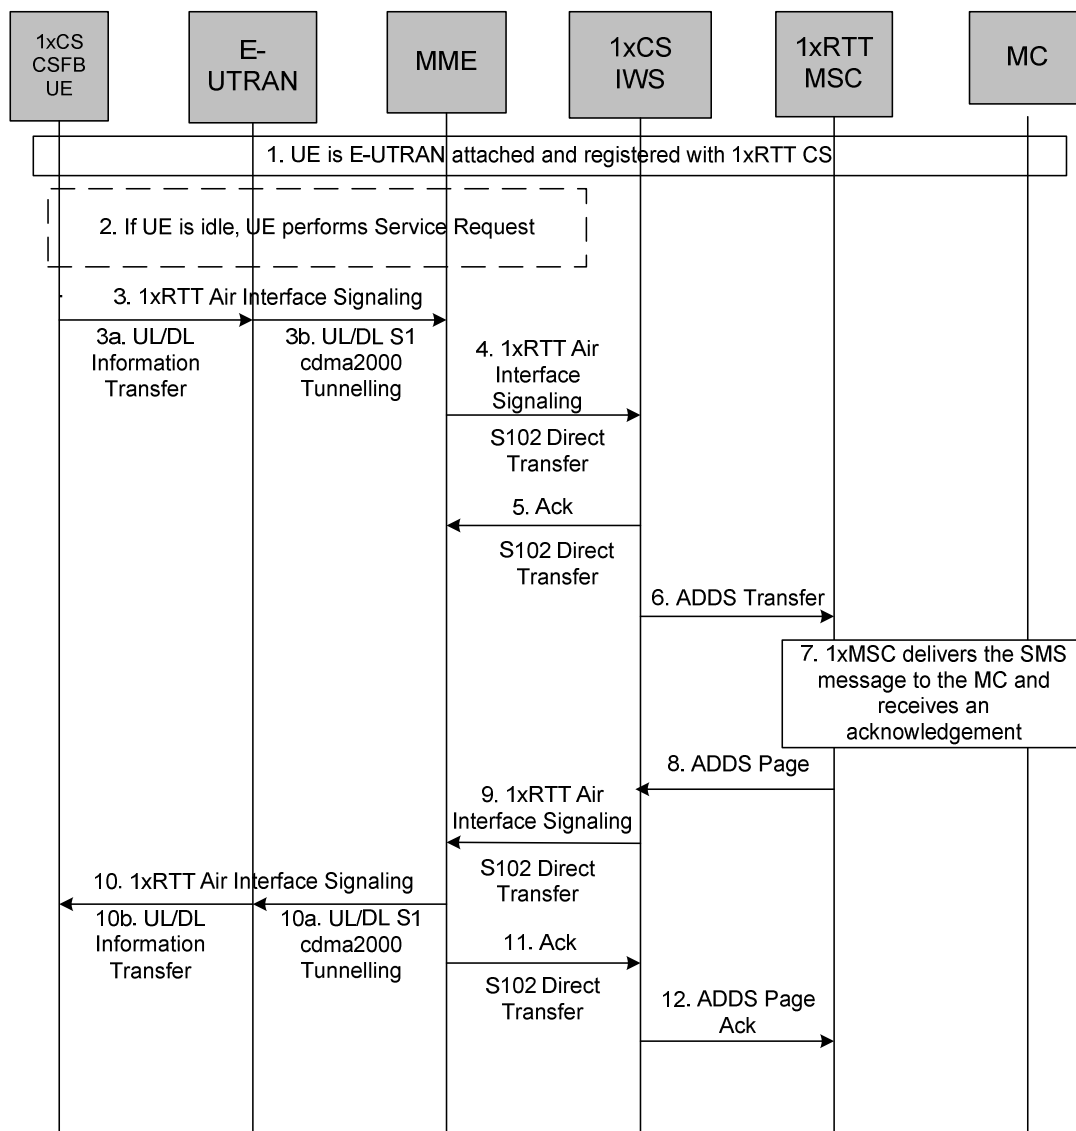 1xCS
CSFB
UE
E-
UTRAN
MME
1xCS
IWS
1xRTT
MSC
MC
1. UE is E-UTRAN attached and registered with 1xRTT CS
2. If UE is idle, UE performs Service Request
3. 1xRTT Air Interface Signaling
3a. UL/DL
Information
Transfer
3b. UL/DL S1
cdma2000
Tunnelling
4. 1xRTT Air
Interface
Signaling
S102 Direct
Transfer
5. Ack
S102 Direct
Transfer
6. ADDS Transfer
7. 1xMSC delivers the SMS
message to the MC and
receives an
acknowledgement
8. ADDS Page
9. 1xRTT Air
Interface Signaling
S102 Direct
Transfer
10. 1xRTT Air Interface Signaling
10b. UL/DL
Information
Transfer
10a. UL/DL S1
cdma2000
Tunnelling
11. Ack
S102 Direct
Transfer
12. ADDS Page
Ack